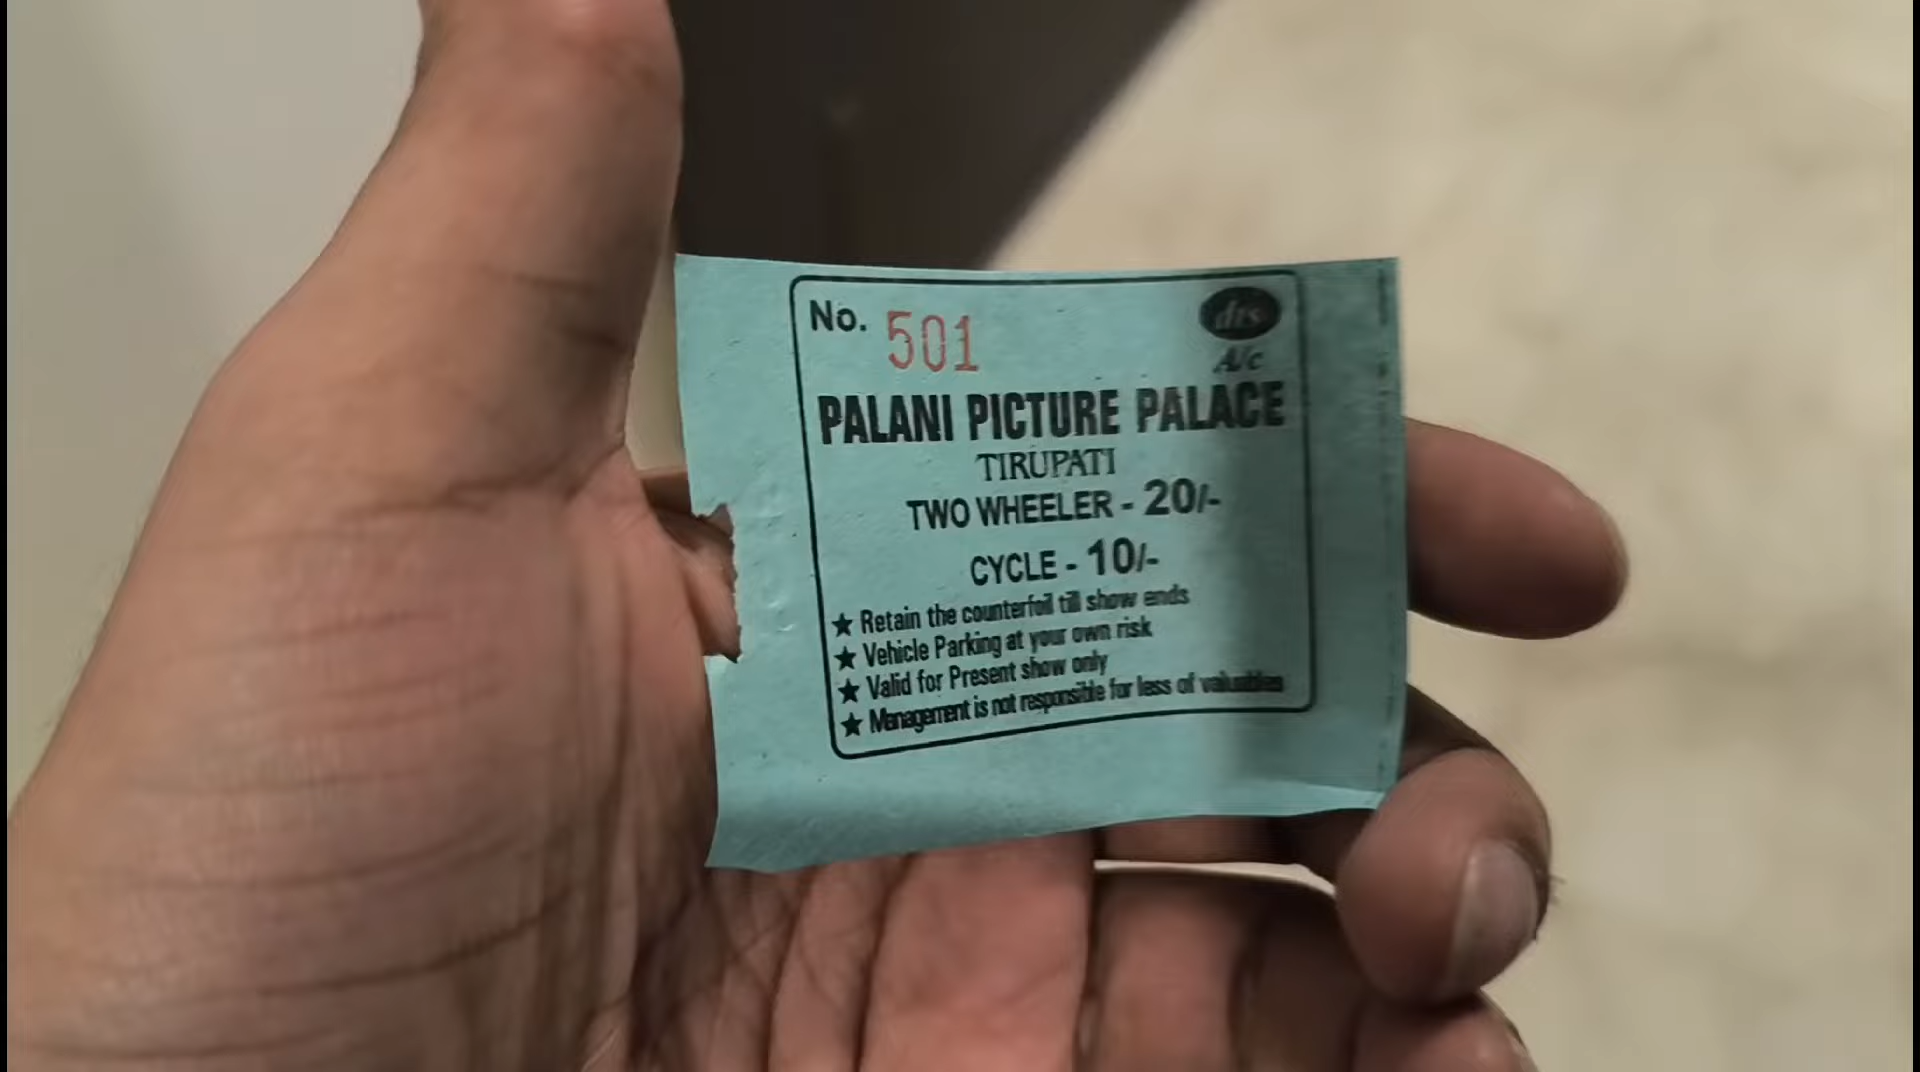 No. 501
dts
A/c
PALANI PICTURE PALACE
TIRUPATI
TWO WHEELER - 20/-
CYCLE - 10/-
★ Retain the counterfoil till show ends
★ Vehicle Parking at your own risk
★ Valid for Present show only
★ Management is not responsible for less of valuables